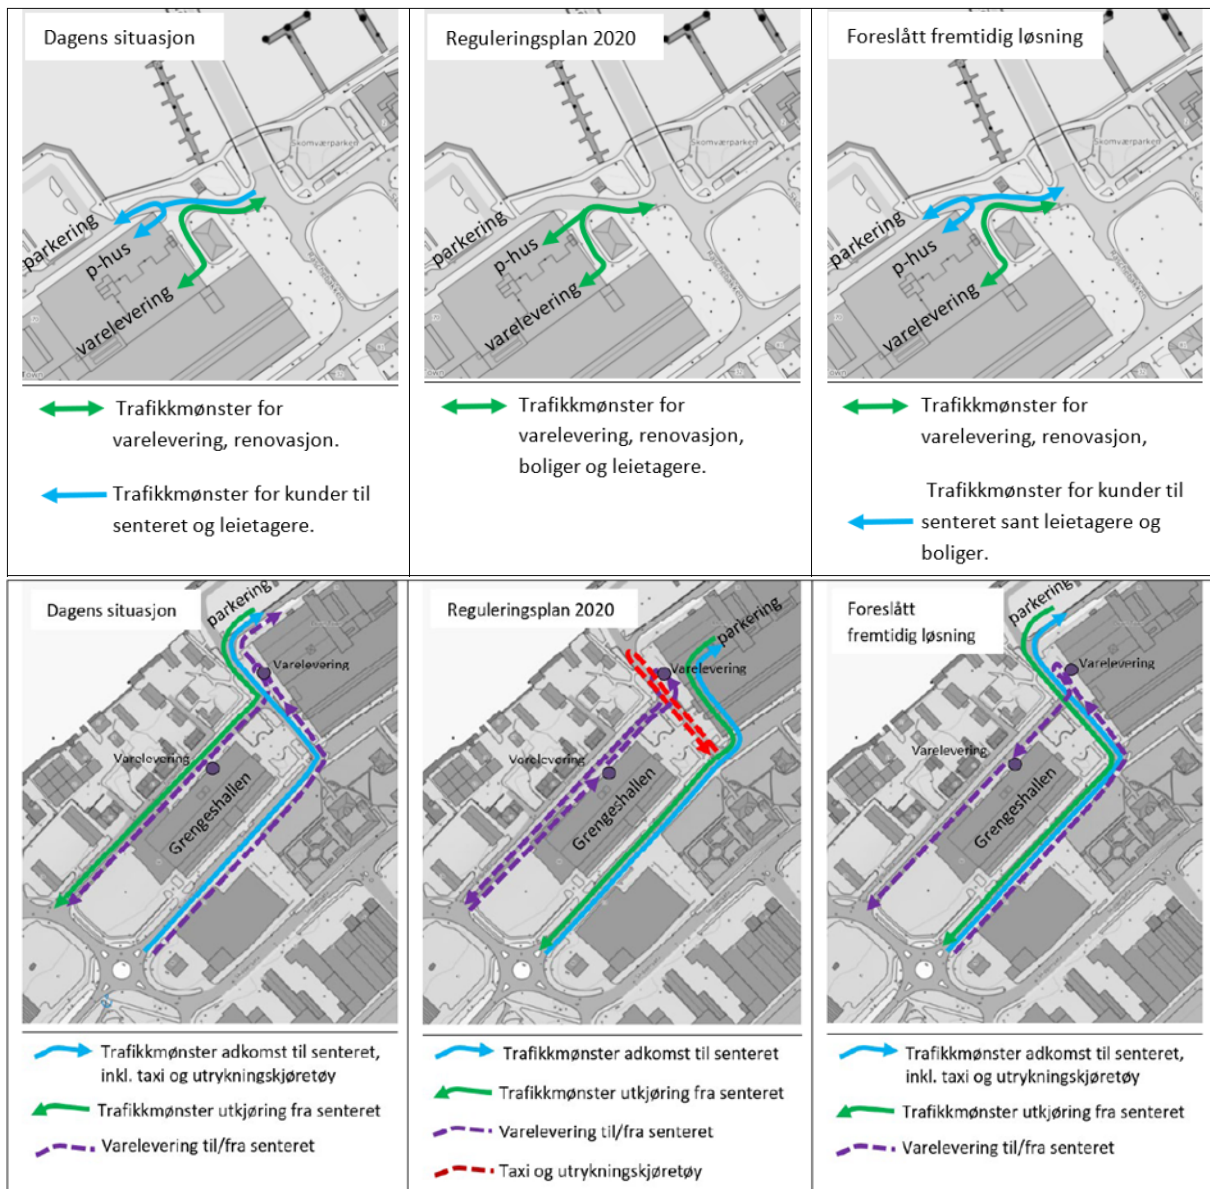 Dagens situasjon
Skomværparken
parkering
p-hus
varelevering
Trafikkmønster for
varelevering, renovasjon.
Trafikkmønster for kunder til
senteret og leietagere.
Reguleringsplan 2020
Skomværparken
parkering
p-hus
varelevering
Trafikkmønster for
varelevering, renovasjon,
boliger og leietagere.
Foreslått fremtidig løsning
Skomværparken
parkering
p-hus
varelevering
Trafikkmønster for
varelevering, renovasjon,
Trafikkmønster for kunder til
senteret sant leietagere og
boliger.
Dagens situasjon
parkering
Varelevering
Varelevering
Grengeshallen
Trafikkmønster adkomst til senteret,
inkl. taxi og utrykningskjøretøy
Trafikkmønster utkjøring fra senteret
Varelevering til/fra senteret
Reguleringsplan 2020
parkering
Varelevering
Varelevering
Grengeshallen
Trafikkmønster adkomst til senteret
Trafikkmønster utkjøring fra senteret
Varelevering til/fra senteret
Taxi og utrykningskjøretøy
Foreslått
fremtidig løsning
parkering
Varelevering
Varelevering
Grengeshallen
Trafikkmønster adkomst til senteret,
inkl. taxi og utrykningskjøretøy
Trafikkmønster utkjøring fra senteret
Varelevering til/fra senteret